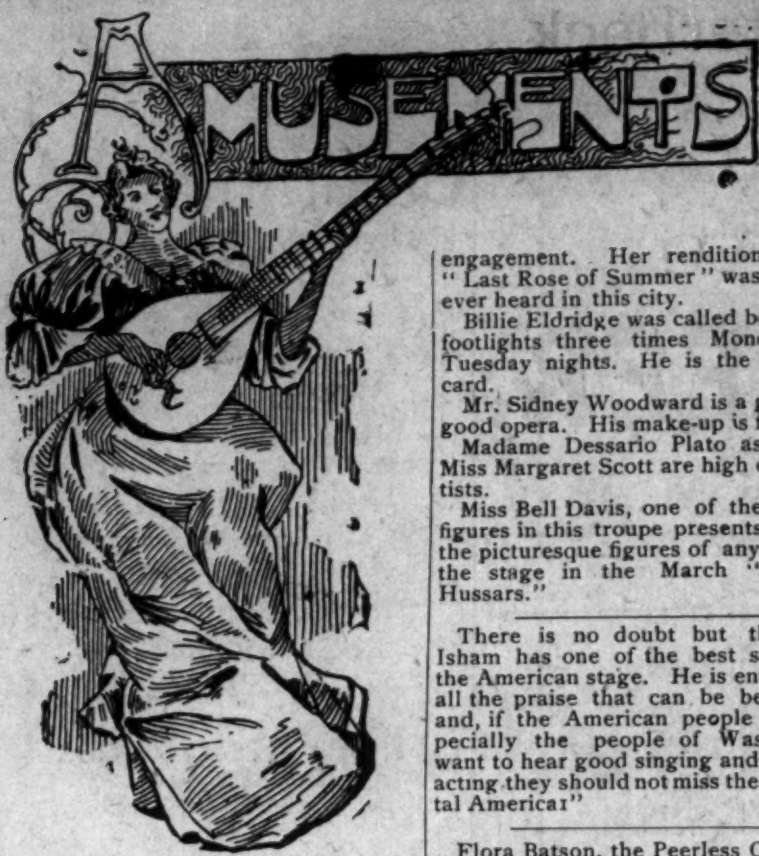 AMUSEMENTS
engagement. Her rendition
" Last Rose of Summer " was
ever heard in this city.
Billie Eldridge was called be
footlights three times Mond
Tuesday nights. He is the
card.
Mr. Sidney Woodward is a g
good opera. His make-up is f
Madame Dessario Plato as
Miss Margaret Scott are high c
tists.
Miss Bell Davis, one of the
figures in this troupe presents
the picturesque figures of any
the stage in the March "
Hussars."
There is no doubt but th
Isham has one of the best s
the American stage. He is en
all the praise that can be be
and, if the American people
pecially the people of Was
want to hear good singing and
acting they should not miss the
tal America1"
Flora Batson, the Peerless C